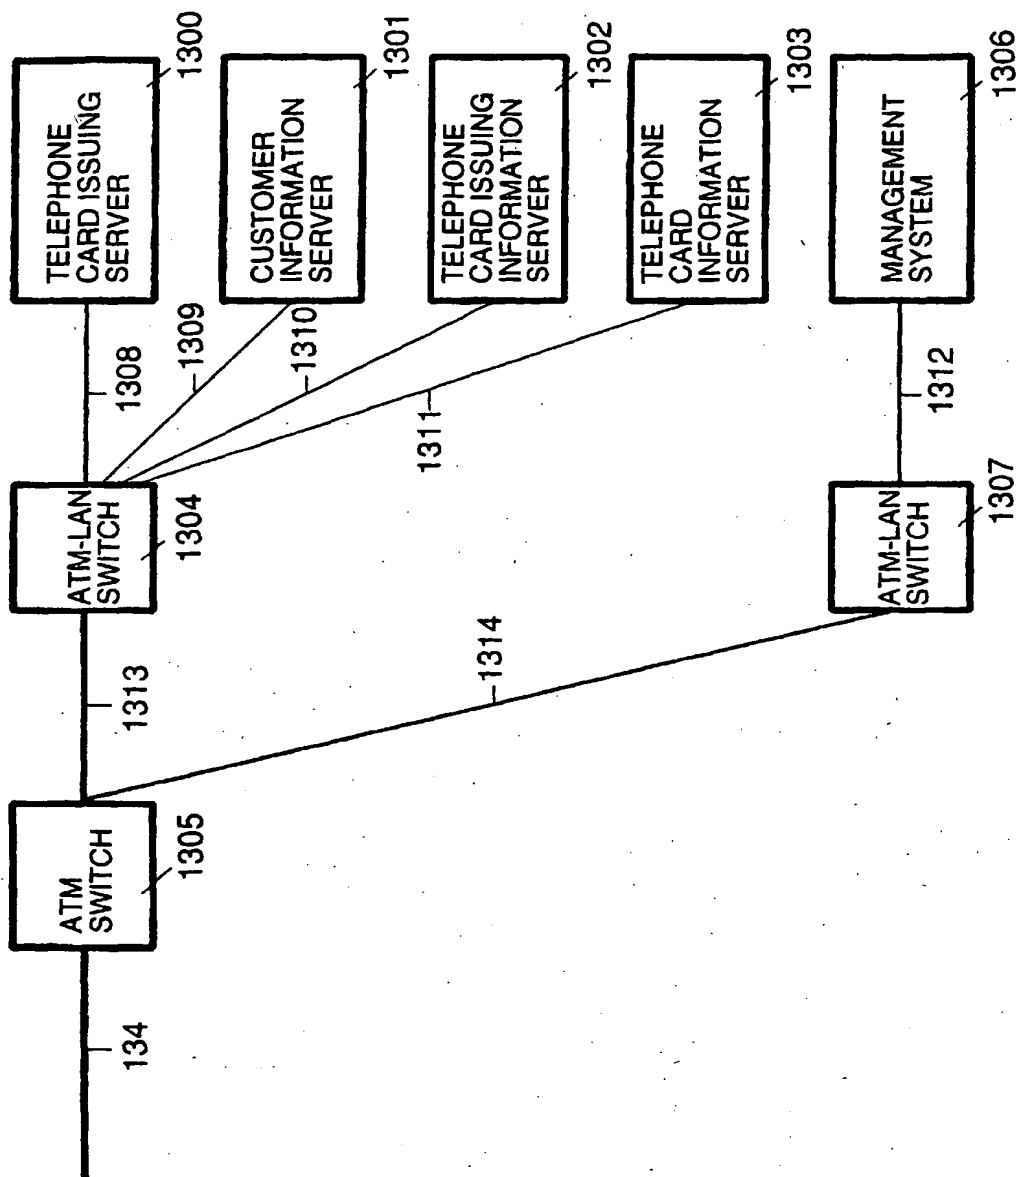 TELEPHONE
CARD ISSUING
SERVER
1300
CUSTOMER
INFORMATION
SERVER
1301
TELEPHONE
CARD ISSUING
INFORMATION
SERVER
1302
TELEPHONE
CARD
INFORMATION
SERVER
1303
MANAGEMENT
SYSTEM
1306
1308
1309
1310
1311
1312
ATM-LAN
SWITCH
1304
ATM-LAN
SWITCH
1307
1313
1314
ATM
SWITCH
1305
134